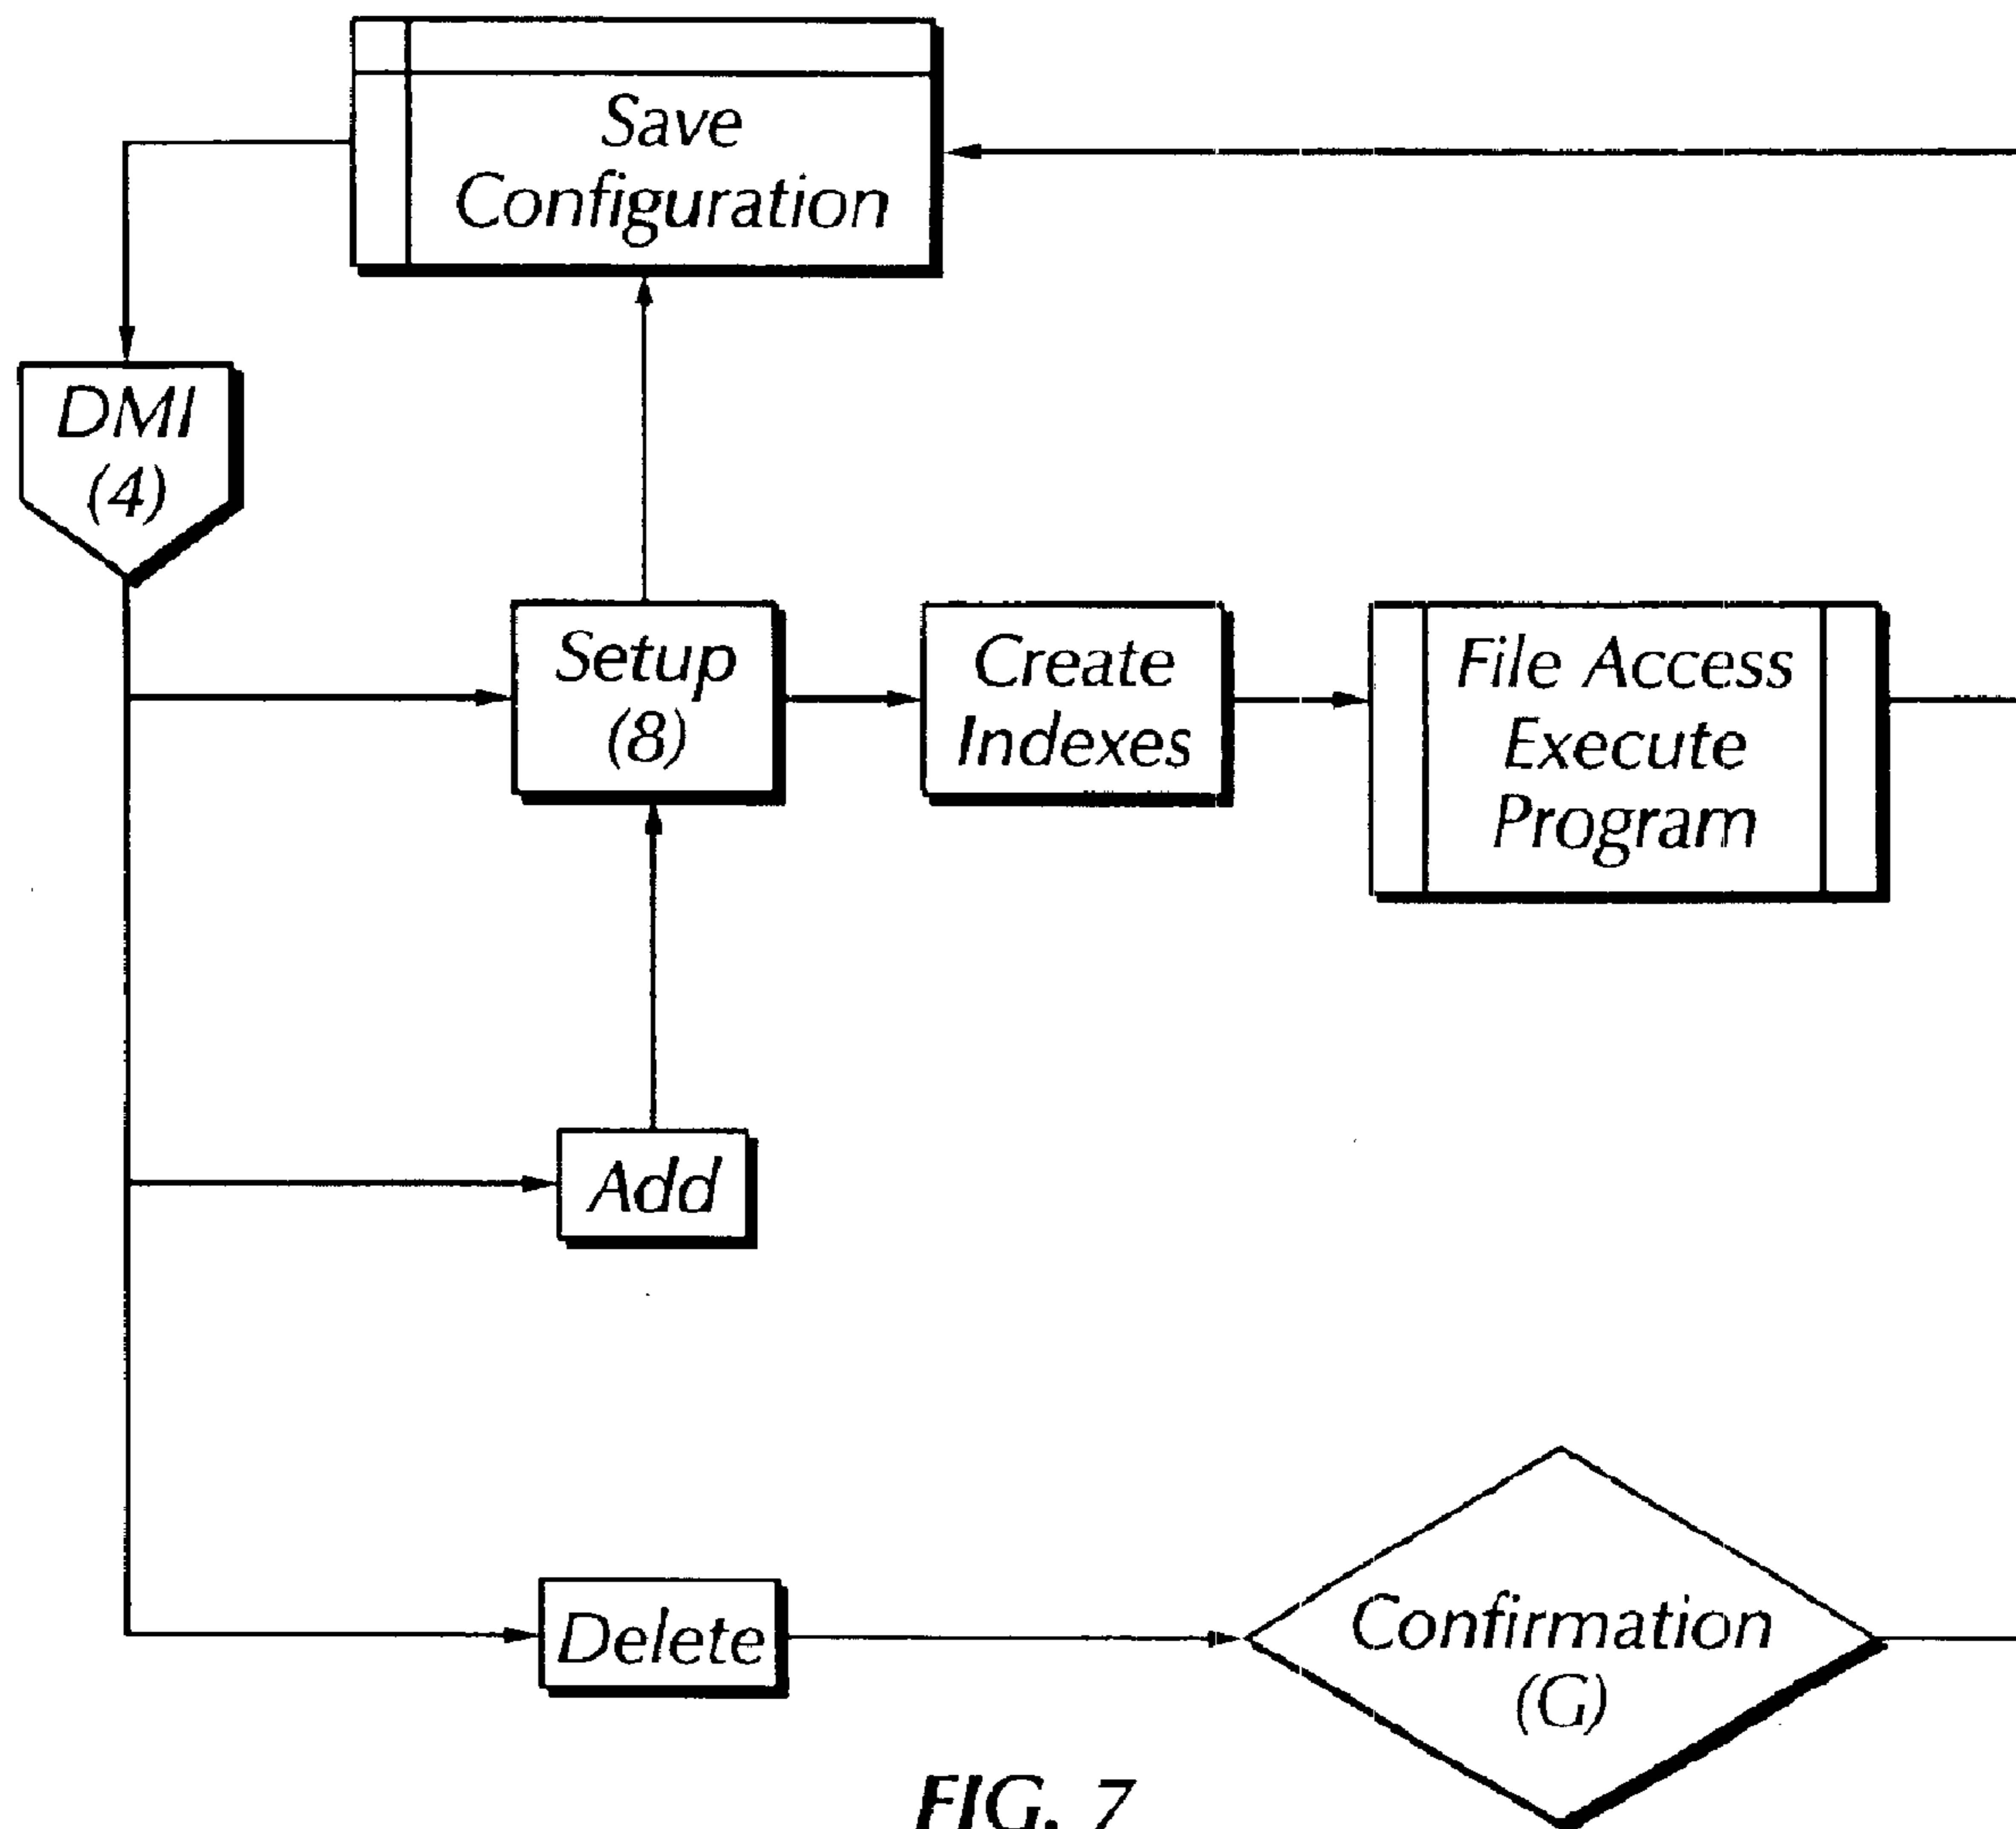 Save
Configuration
DMI
(4)
Setup
(8)
Create
Indexes
File Access
Execute
Program
Add
Delete
Confirmation
(G)
FIG. 7